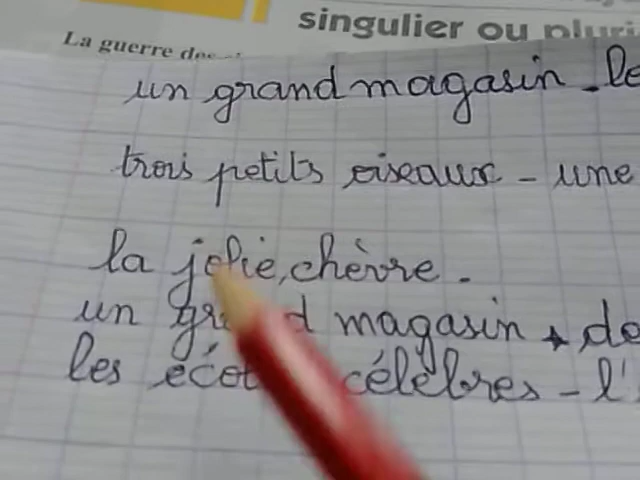 singulier ou pluri
La guerre des
un grand magasin - le
trois petits oiseaux - une
la jolie chèvre -
un grand magasin - de
les célèbres - l'